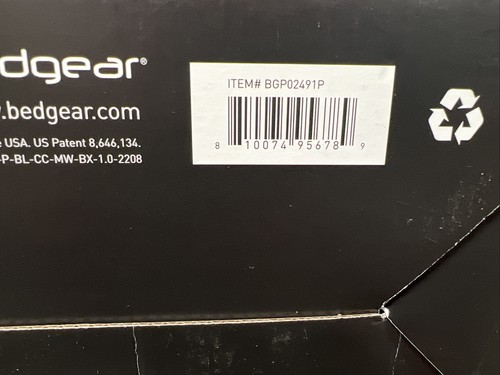 dgear®
.bedgear.com
USA. US Patent 8,646,134.
-P-BL-CC-MW-BX-1.0-2208
ITEM# BGP02491P
8 10074 95678 9